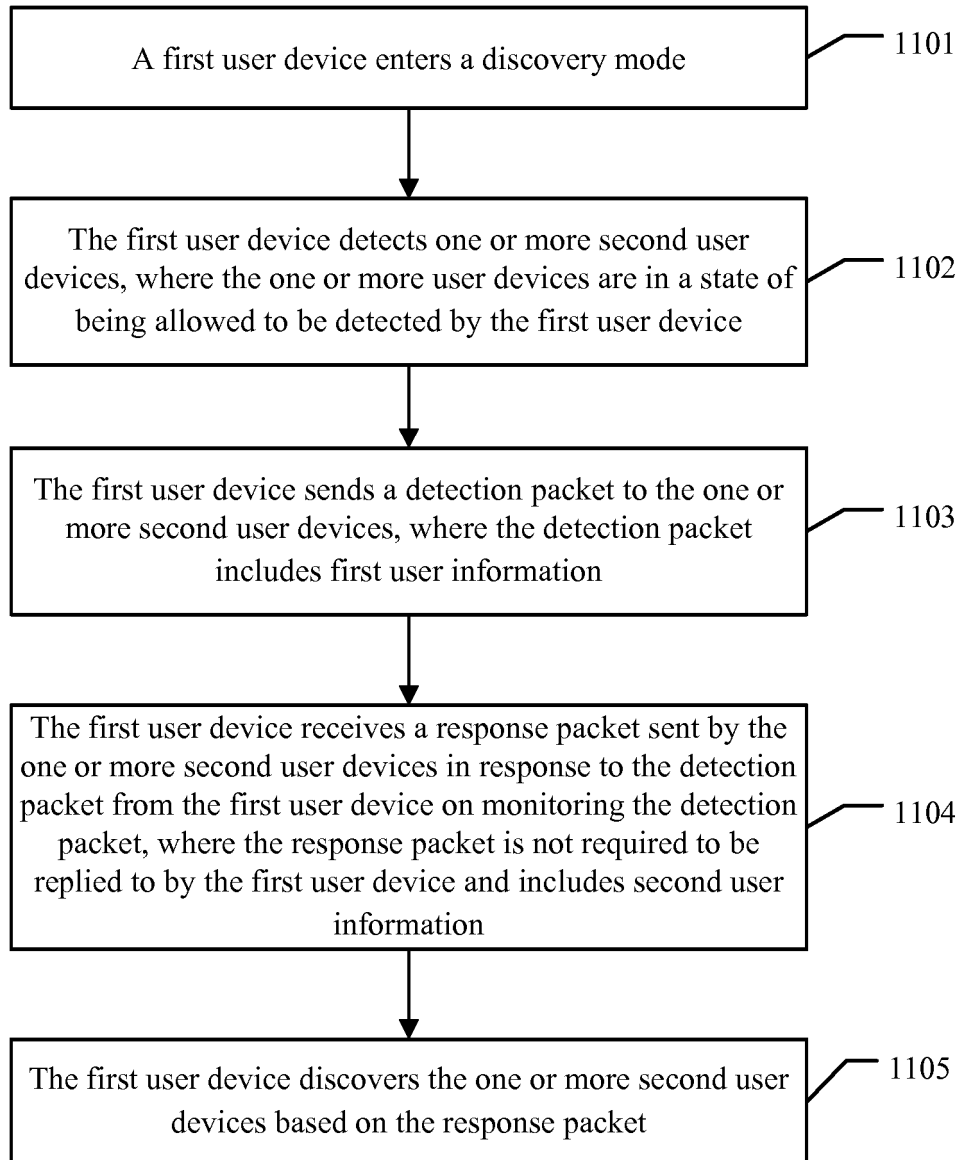 A first user device enters a discovery mode
1101
The first user device detects one or more second user
devices, where the one or more user devices are in a state of
being allowed to be detected by the first user device
1102
The first user device sends a detection packet to the one or
more second user devices, where the detection packet
includes first user information
1103
The first user device receives a response packet sent by the
one or more second user devices in response to the detection
packet from the first user device on monitoring the detection
packet, where the response packet is not required to be
replied to by the first user device and includes second user
information
1104
The first user device discovers the one or more second user
devices based on the response packet
1105